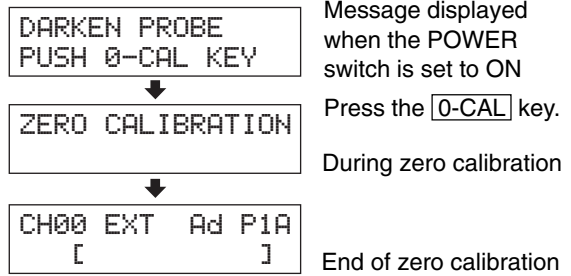 DARKEN PROBE
PUSH 0-CAL KEY
Message displayed
when the POWER
switch is set to ON
Press the 0-CAL key.
ZERO CALIBRATION
During zero calibration
CH00 EXT Ad P1A
[ ]
End of zero calibration